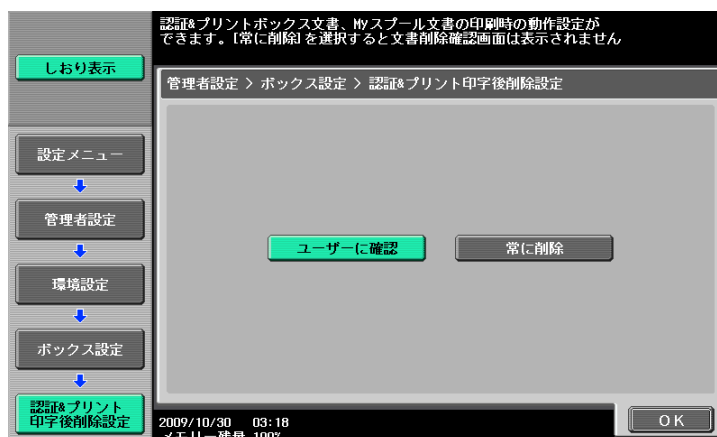 認証&プリントボックス文書、Myスプール文書の印刷時の動作設定が
できます。[常に削除]を選択すると文書削除確認画面は表示されません
しおり表示
管理者設定 > ボックス設定 > 認証&プリント印字後削除設定
設定メニュー
管理者設定
環境設定
ボックス設定
認証&プリント
印字後削除設定
ユーザーに確認
常に削除
2009/10/30 03:18
メモリー残量 100%
OK